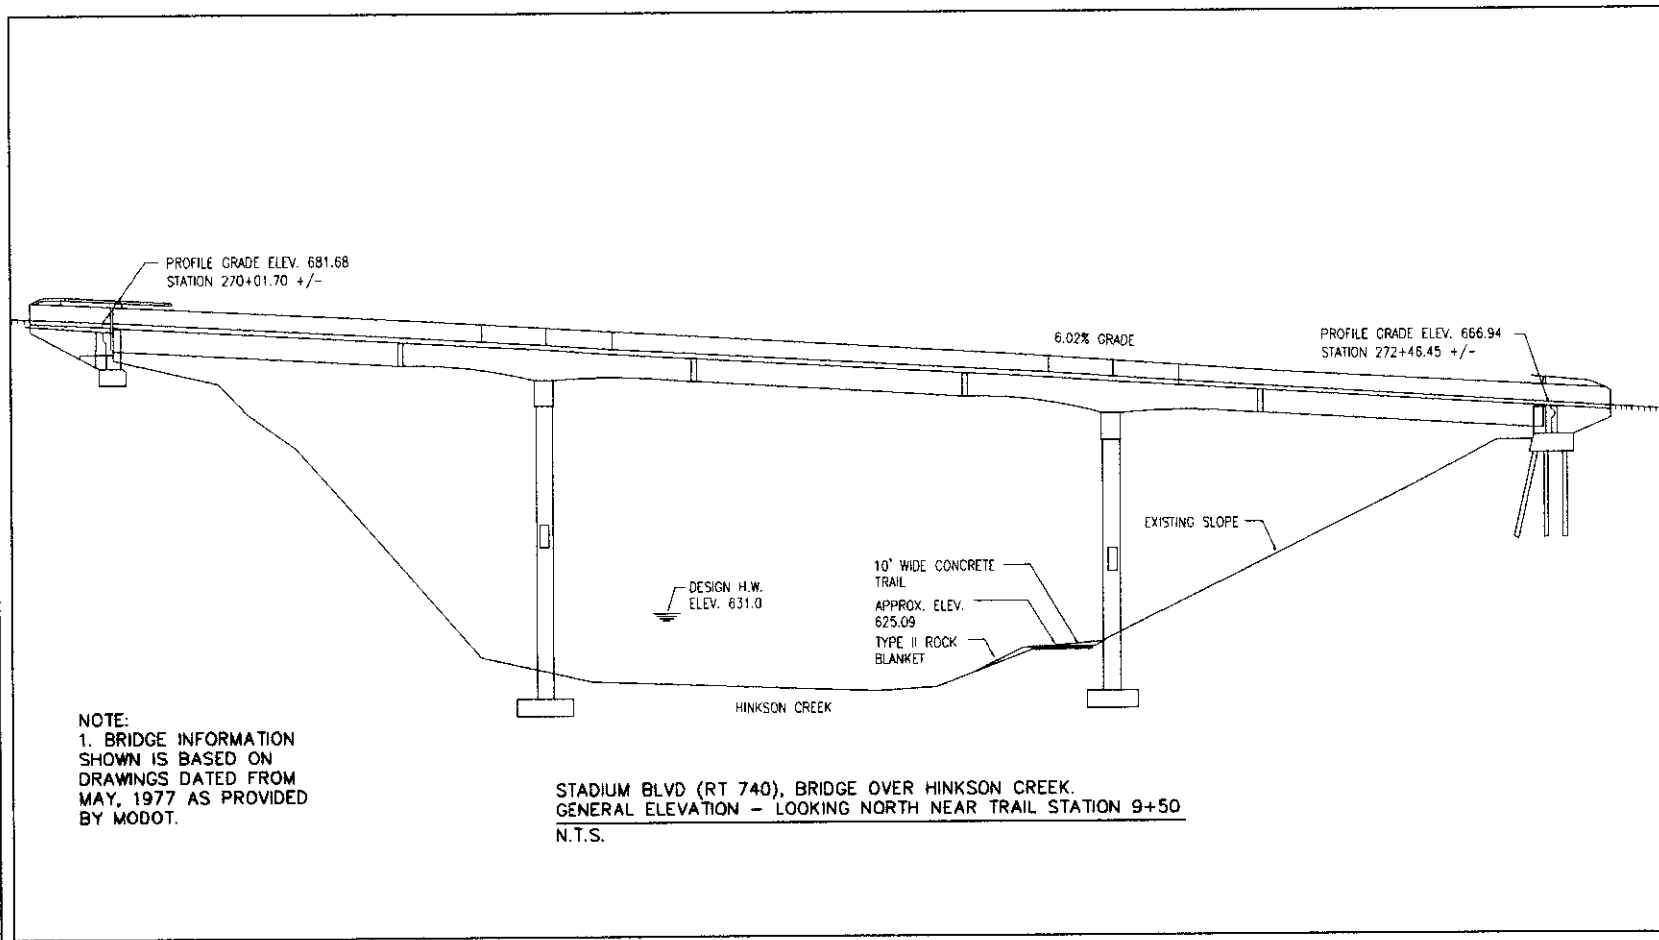 PROFILE GRADE ELEV. 681.68
STATION 270+01.70 +/-
6.02% GRADE
PROFILE GRADE ELEV. 666.94
STATION 272+46.45 +/-
EXISTING SLOPE
10' WIDE CONCRETE
TRAIL
APPROX. ELEV.
625.09
TYPE II ROCK
BLANKET
DESIGN H.W.
ELEV. 631.0
HINKSON CREEK
NOTE:
1. BRIDGE INFORMATION
SHOWN IS BASED ON
DRAWINGS DATED FROM
MAY, 1977 AS PROVIDED
BY MODOT.
STADIUM BLVD (RT 740), BRIDGE OVER HINKSON CREEK.
GENERAL ELEVATION - LOOKING NORTH NEAR TRAIL STATION 9+50
N.T.S.